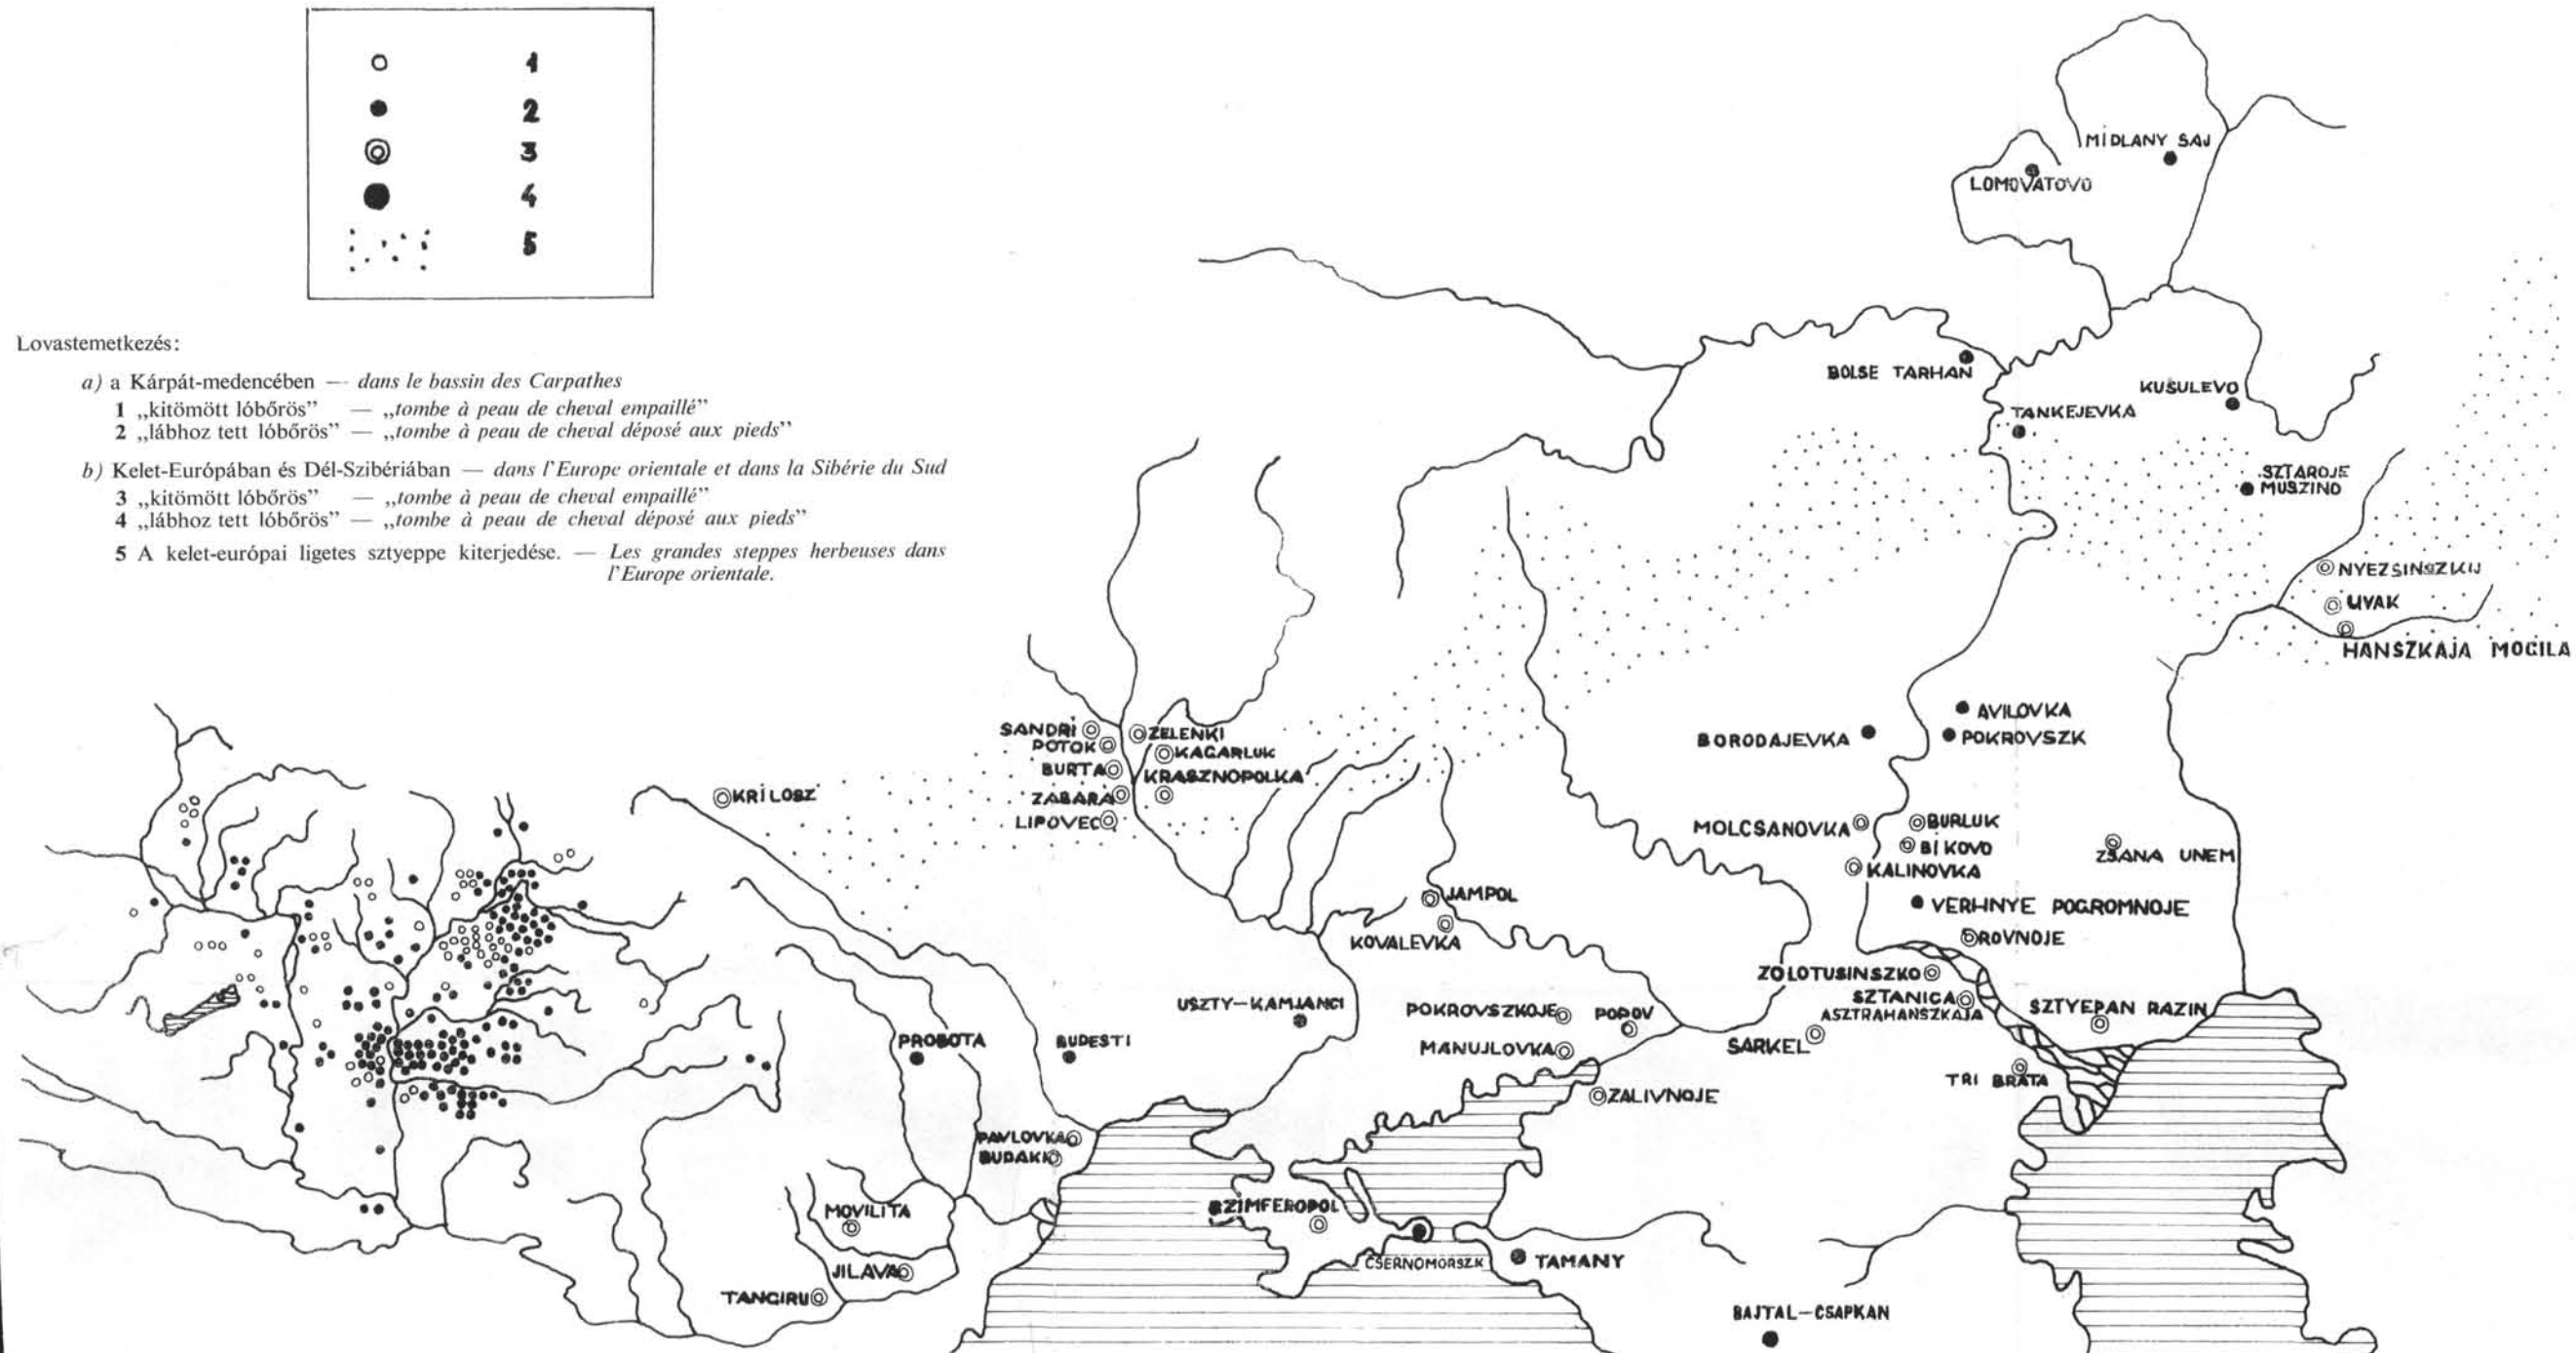 1
2
3
4
5
Lovastemetkezés:
a) a Kárpát-medencében — dans le bassin des Carpathes
1 „kitömött lóbőrös” — „tombe à peau de cheval empaillé”
2 „lábhoz tett lóbőrös” — „tombe à peau de cheval déposé aux pieds”
b) Kelet-Európában és Dél-Szibériában — dans l'Europe orientale et dans la Sibérie du Sud
3 „kitömött lóbőrös” — „tombe à peau de cheval empaillé”
4 „lábhoz tett lóbőrös” — „tombe à peau de cheval déposé aux pieds”
5 A kelet-európai ligetes sztyeppe kiterjedése. — Les grandes steppes herbeuses dans
l'Europe orientale.
MIDLANY SAJ
LOMOVATOVO
BOLSE TARHAN
KUSULEVO
TANKEJEVKA
SZTAROJE
MUSZINO
NYEZSINSZKIJ
UVAK
HANSZKAJA MOGILA
SANDRI
ZELENKI
POTOK
KAGARLUK
BURTA
KRASZNOPOLKA
ZABARA
LIPOVEC
KRILOSZ
AVILOVKA
BORODAJEVKA
POKROVSZK
MOLCSANOVKA
BURLUK
BIKOVO
KALINOVKA
ZSANA UNEM
JAMPOL
KOVALEVKA
VERHNYE POGROMNOJE
ROVNOJE
ZOLOTUSINSZKO
SZTANICA
ASZTRAHANSZKAJA
SZTYEPAN RAZIN
USZTY-KAMJANCI
POKROVSZKOJE
POPOV
PROBOTA
BUDESTI
MANUJLOVKA
SARKEL
TRI BRATA
ZALIVNOJE
PAVLOVKA
BUDAKI
MOVILITA
SZIMFEROPOL
JILAVA
CSERNOMORSZK
TAMANY
TANGIRU
BAJTAL-CSAPKAN